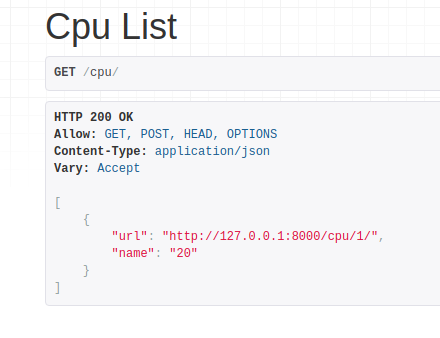 Cpu List
GET /cpu/
HTTP 200 OK
Allow: GET, POST, HEAD, OPTIONS
Content-Type: application/json
Vary: Accept
[
{
"url": "http://127.0.0.1:8000/cpu/1/",
"name": "20"
}
]